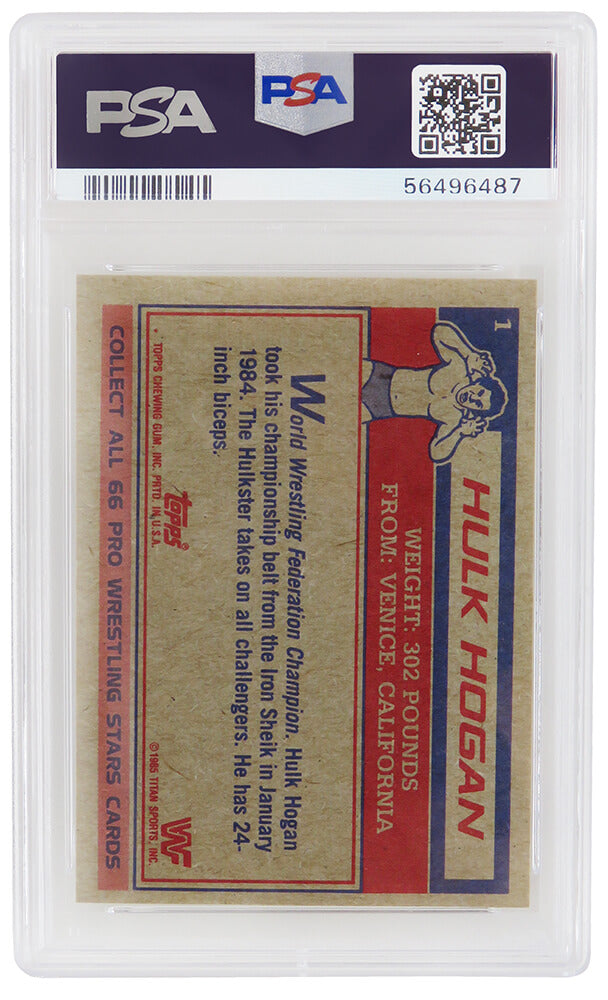 PSA
PSA
56496487
1
HULK HOGAN
WEIGHT: 302 POUNDS
FROM: VENICE, CALIFORNIA
World Wrestling Federation Champion. Hulk Hogan
took his championship belt from the Iron Sheik in January
1984. The Hulkster takes on all challengers. He has 24-
inch biceps.
Topps®
WF
* TOPPS CHEWING GUM, INC. PRTD. IN U.S.A.
© 1985 TITAN SPORTS, INC.
COLLECT ALL 66 PRO WRESTLING STARS CARDS